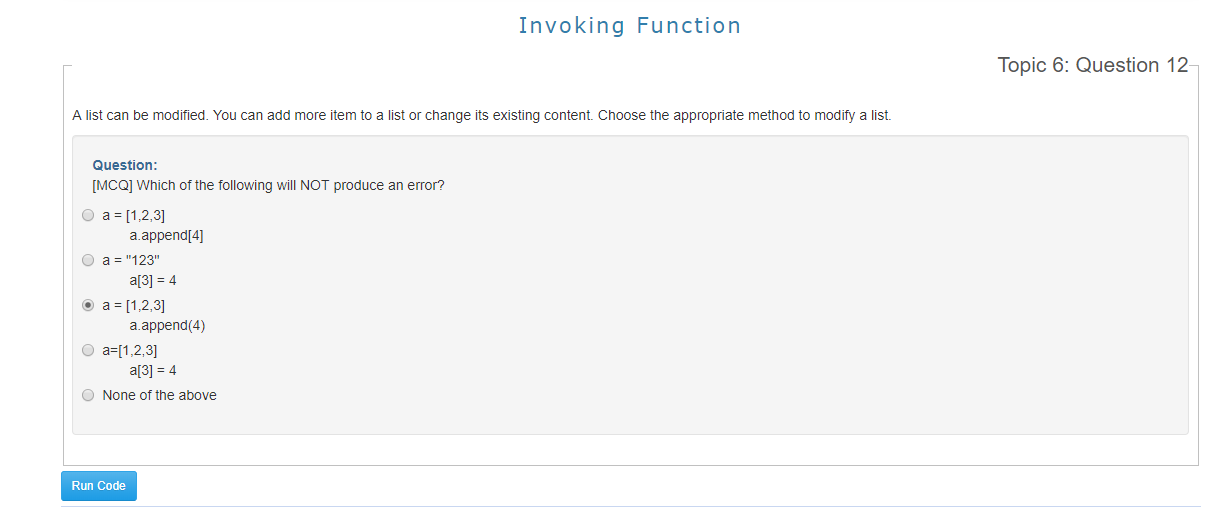 Invoking Function
Topic 6: Question 12
A list can be modified. You can add more item to a list or change its existing content. Choose the appropriate method to modify a list.
Question:
[MCQ] Which of the following will NOT produce an error?
a = [1,2,3]
a.append[4]
a = "123"
a[3] = 4
a = [1,2,3]
a.append(4)
a=[1,2,3]
a[3] = 4
None of the above
Run Code